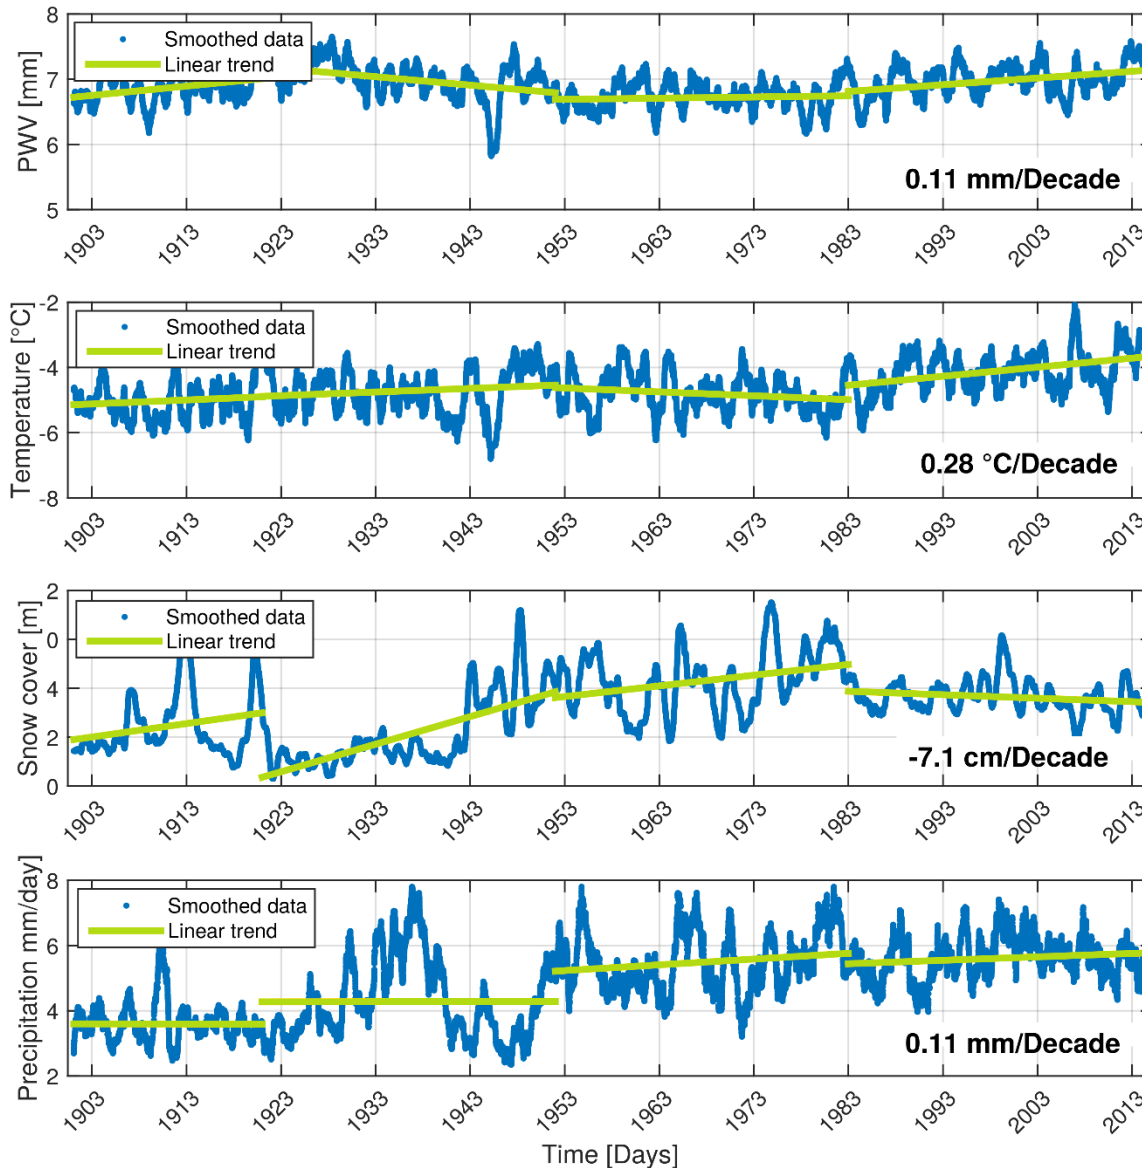 PWV [mm]
8
7
6
5
Smoothed data
Linear trend
0.11 mm/Decade
1903 1913 1923 1933 1943 1953 1963 1973 1983 1993 2003 2013
Temperature [°C]
-2
-4
-6
-8
Smoothed data
Linear trend
0.28 °C/Decade
1903 1913 1923 1933 1943 1953 1963 1973 1983 1993 2003 2013
Snow cover [m]
2
0
4
2
0
Smoothed data
Linear trend
-7.1 cm/Decade
1903 1913 1923 1933 1943 1953 1963 1973 1983 1993 2003 2013
Precipitation mm/day]
8
6
4
2
Smoothed data
Linear trend
0.11 mm/Decade
1903 1913 1923 1933 1943 1953 1963 1973 1983 1993 2003 2013
Time [Days]